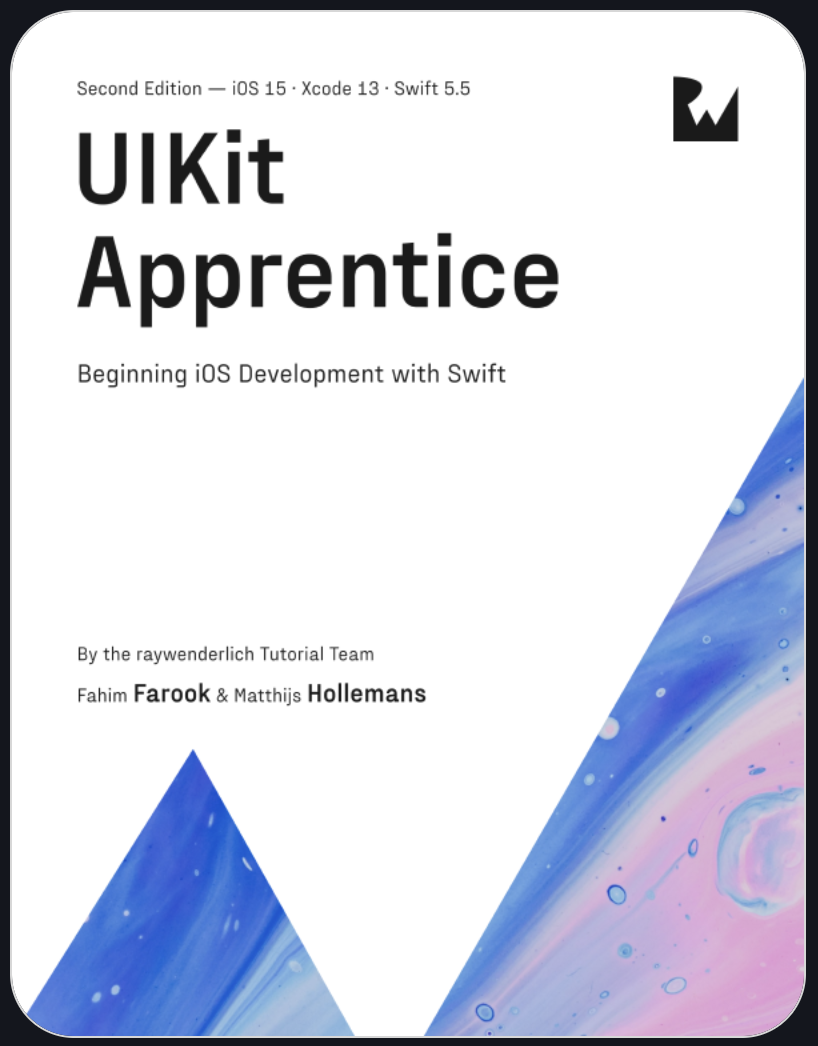 Second Edition — iOS 15 · Xcode 13 · Swift 5.5
UIKit
Apprentice
Beginning iOS Development with Swift
By the raywenderlich Tutorial Team
Fahim Farook & Matthijs Hollemans